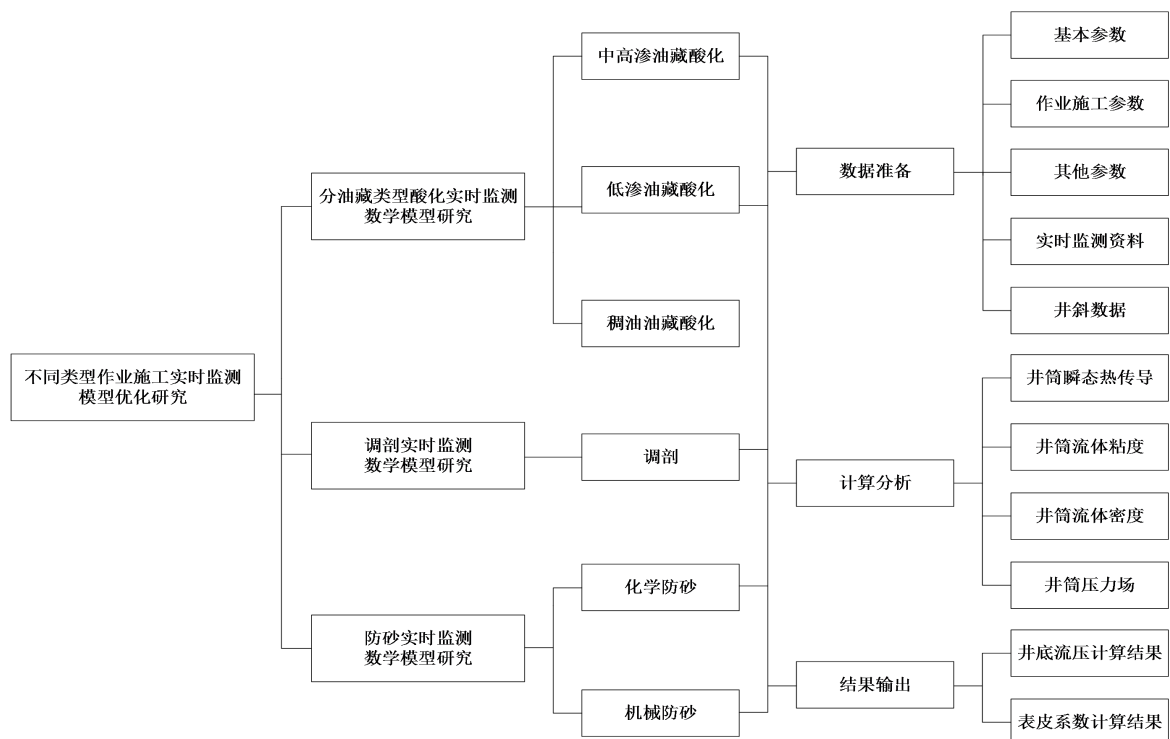 不同类型作业施工实时监测
模型优化研究
分油藏类型酸化实时监测
数学模型研究
调剖实时监测
数学模型研究
防砂实时监测
数学模型研究
中高渗油藏酸化
低渗油藏酸化
稠油油藏酸化
调剖
化学防砂
机械防砂
数据准备
计算分析
结果输出
基本参数
作业施工参数
其他参数
实时监测资料
井斜数据
井筒瞬态热传导
井筒流体粘度
井筒流体密度
井筒压力场
井底流压计算结果
表皮系数计算结果